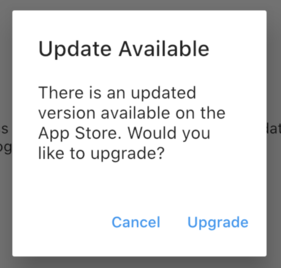 Update Available
There is an updated
version available on the
App Store. Would you
like to upgrade?
Cancel Upgrade